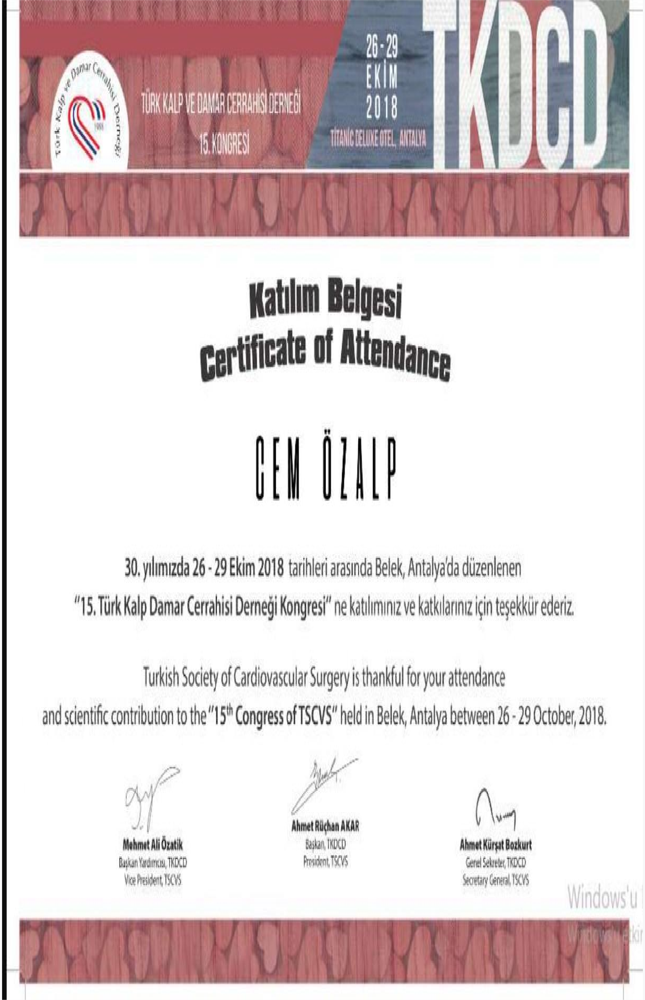 Türk Kalp ve Damar Cerrahisi Derneği
1988
TÜRK KALP VE DAMAR CERRAHİSİ DERNEĞİ
15. KONGRESİ
26 - 29
EKİM
2018
TİTANİC DELUXE OTEL, ANTALYA
TKDCD
Katılım Belgesi
Certificate of Attendance
CEM ÖZALP
30. yılımızda 26 - 29 Ekim 2018 tarihleri arasında Belek, Antalya'da düzenlenen
"15. Türk Kalp Damar Cerrahisi Derneği Kongresi" ne katılımınız ve katkılarınız için teşekkür ederiz.
Turkish Society of Cardiovascular Surgery is thankful for your attendance
and scientific contribution to the "15th Congress of TSCVS" held in Belek, Antalya between 26 - 29 October, 2018.
Mehmet Ali Özatik
Başkan Yardımcısı, TKDCD
Vice President, TSCVS
Ahmet Rüçhan AKAR
Başkan, TKDCD
President, TSCVS
Ahmet Kürşat Bozkurt
Genel Sekreter, TKDCD
Secretary General, TSCVS
Windows'u
Windows'u etkin